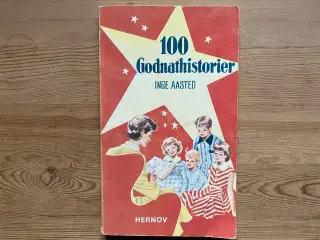 100
Godnathistorier
INGE AASTED
HERNOV